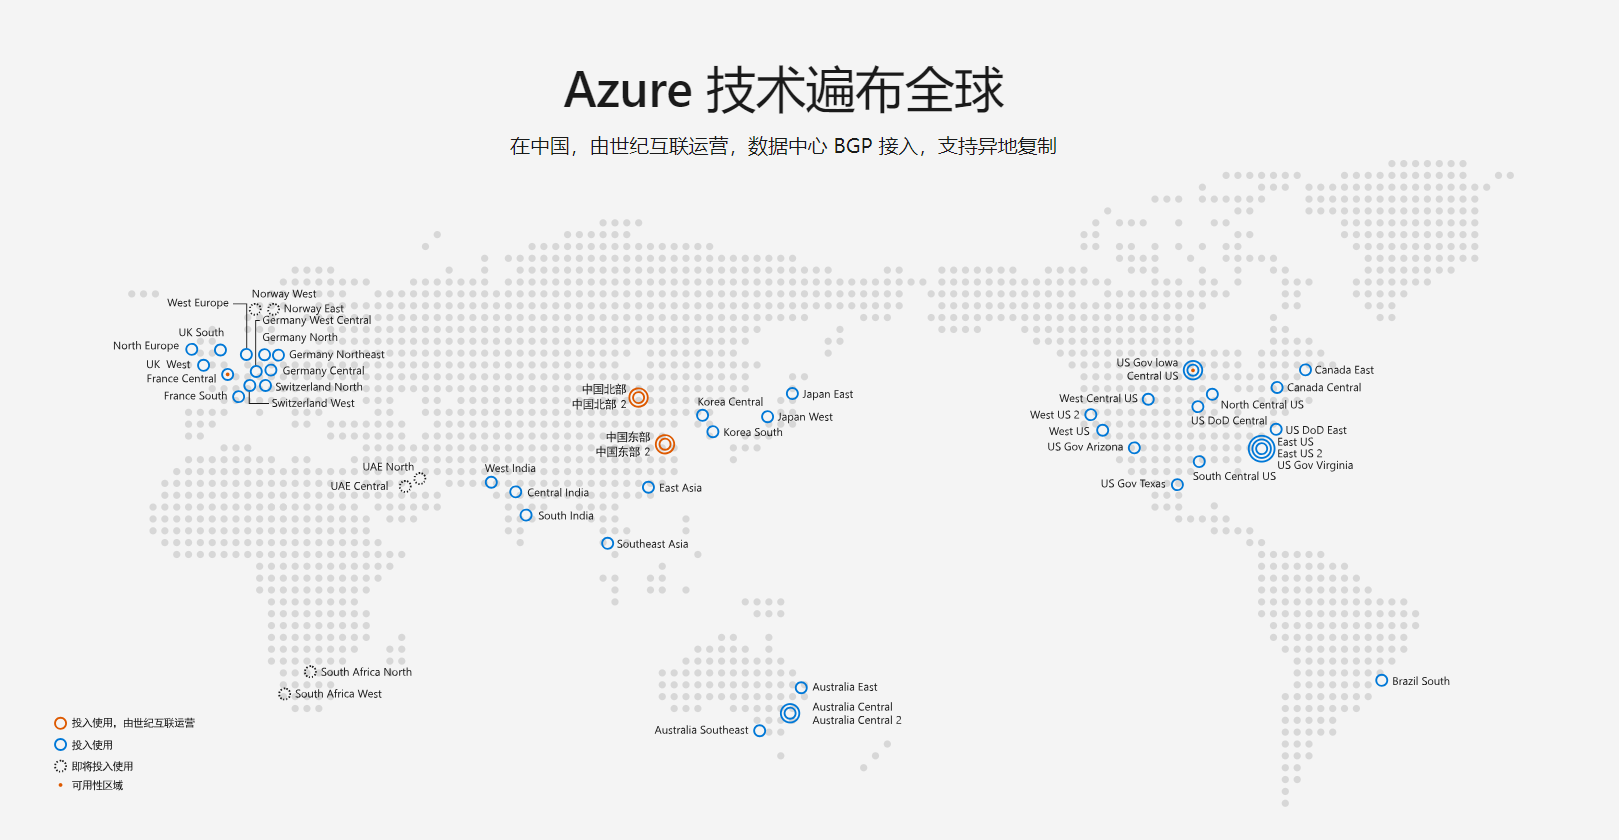 Azure 技术遍布全球
在中国，由世纪互联运营，数据中心 BGP 接入，支持异地复制
Norway West
West Europe
Norway East
Germany West Central
UK South
Germany North
North Europe
Germany Northeast
UK West
Germany Central
France Central
Switzerland North
France South
Switzerland West
中国北部
中国北部 2
Korea Central
Japan East
Japan West
Korea South
中国东部
中国东部 2
UAE North
UAE Central
West India
Central India
South India
East Asia
Southeast Asia
US Gov Iowa
Central US
Canada East
Canada Central
West Central US
North Central US
West US 2
US DoD Central
West US
US DoD East
US Gov Arizona
East US
East US 2
US Gov Virginia
South Central US
US Gov Texas
South Africa North
South Africa West
Australia East
Australia Central
Australia Central 2
Australia Southeast
Brazil South
投入使用，由世纪互联运营
投入使用
即将投入使用
可用性区域